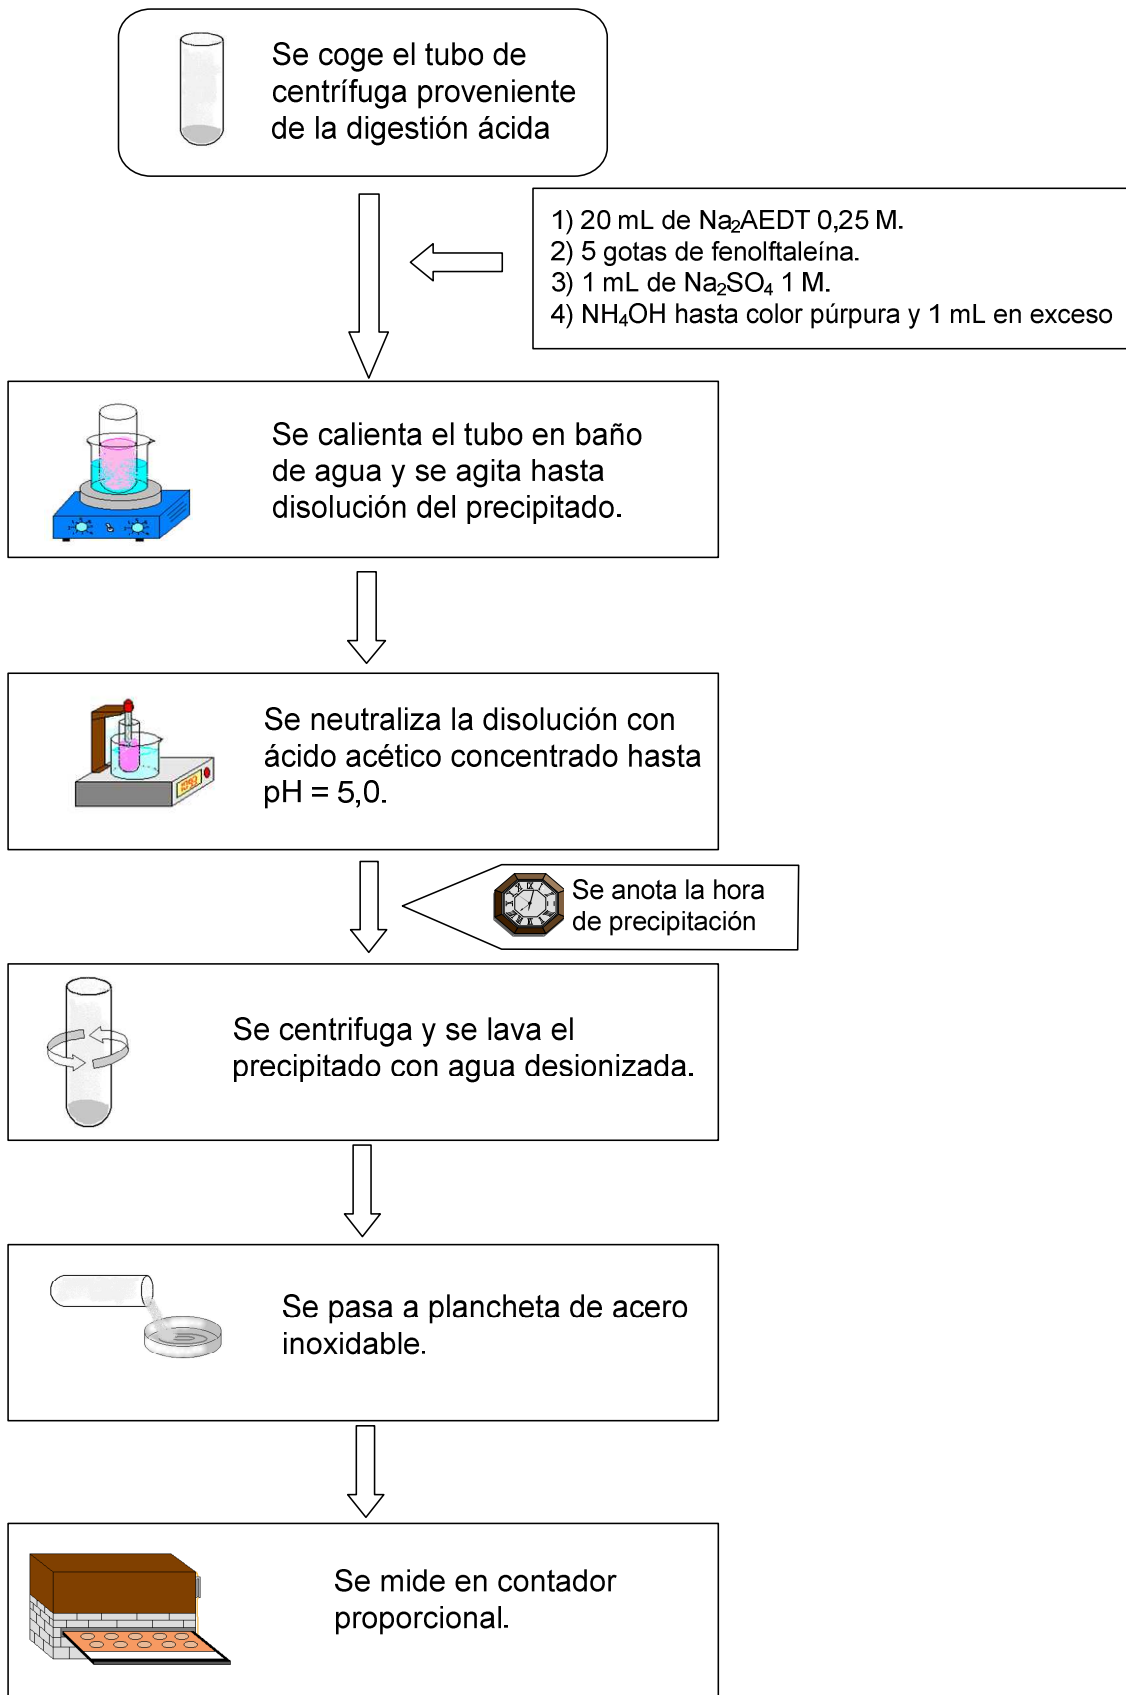 Se coge el tubo de
centrífuga proveniente
de la digestión ácida
1) 20 mL de Na₂AEDT 0,25 M.
2) 5 gotas de fenolftaleína.
3) 1 mL de Na₂SO₄ 1 M.
4) NH₄OH hasta color púrpura y 1 mL en exceso
Se calienta el tubo en baño
de agua y se agita hasta
disolución del precipitado.
Se neutraliza la disolución con
ácido acético concentrado hasta
pH = 5,0.
Se anota la hora
de precipitación
Se centrifuga y se lava el
precipitado con agua desionizada.
Se pasa a plancheta de acero
inoxidable.
Se mide en contador
proporcional.